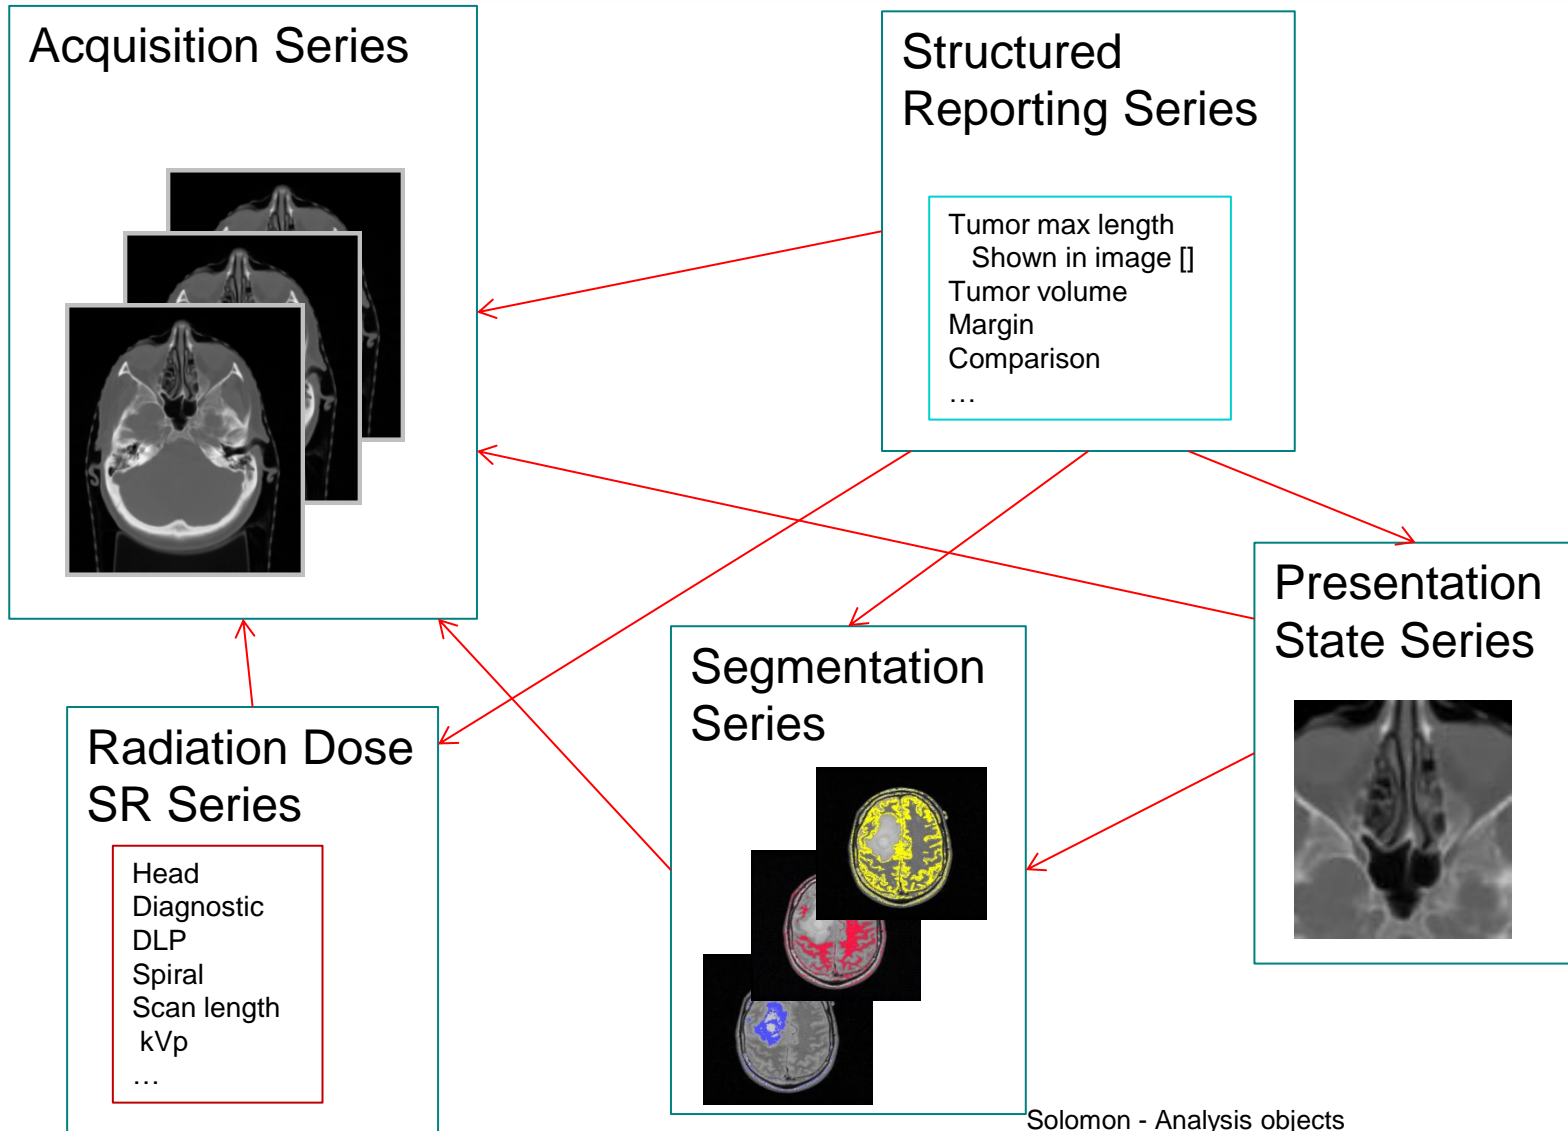 Acquisition Series
Structured
Reporting Series
Tumor max length
Shown in image []
Tumor volume
Margin
Comparison
…
Presentation
State Series
Segmentation
Series
Radiation Dose
SR Series
Head
Diagnostic
DLP
Spiral
Scan length
kVp
…
Solomon - Analysis objects